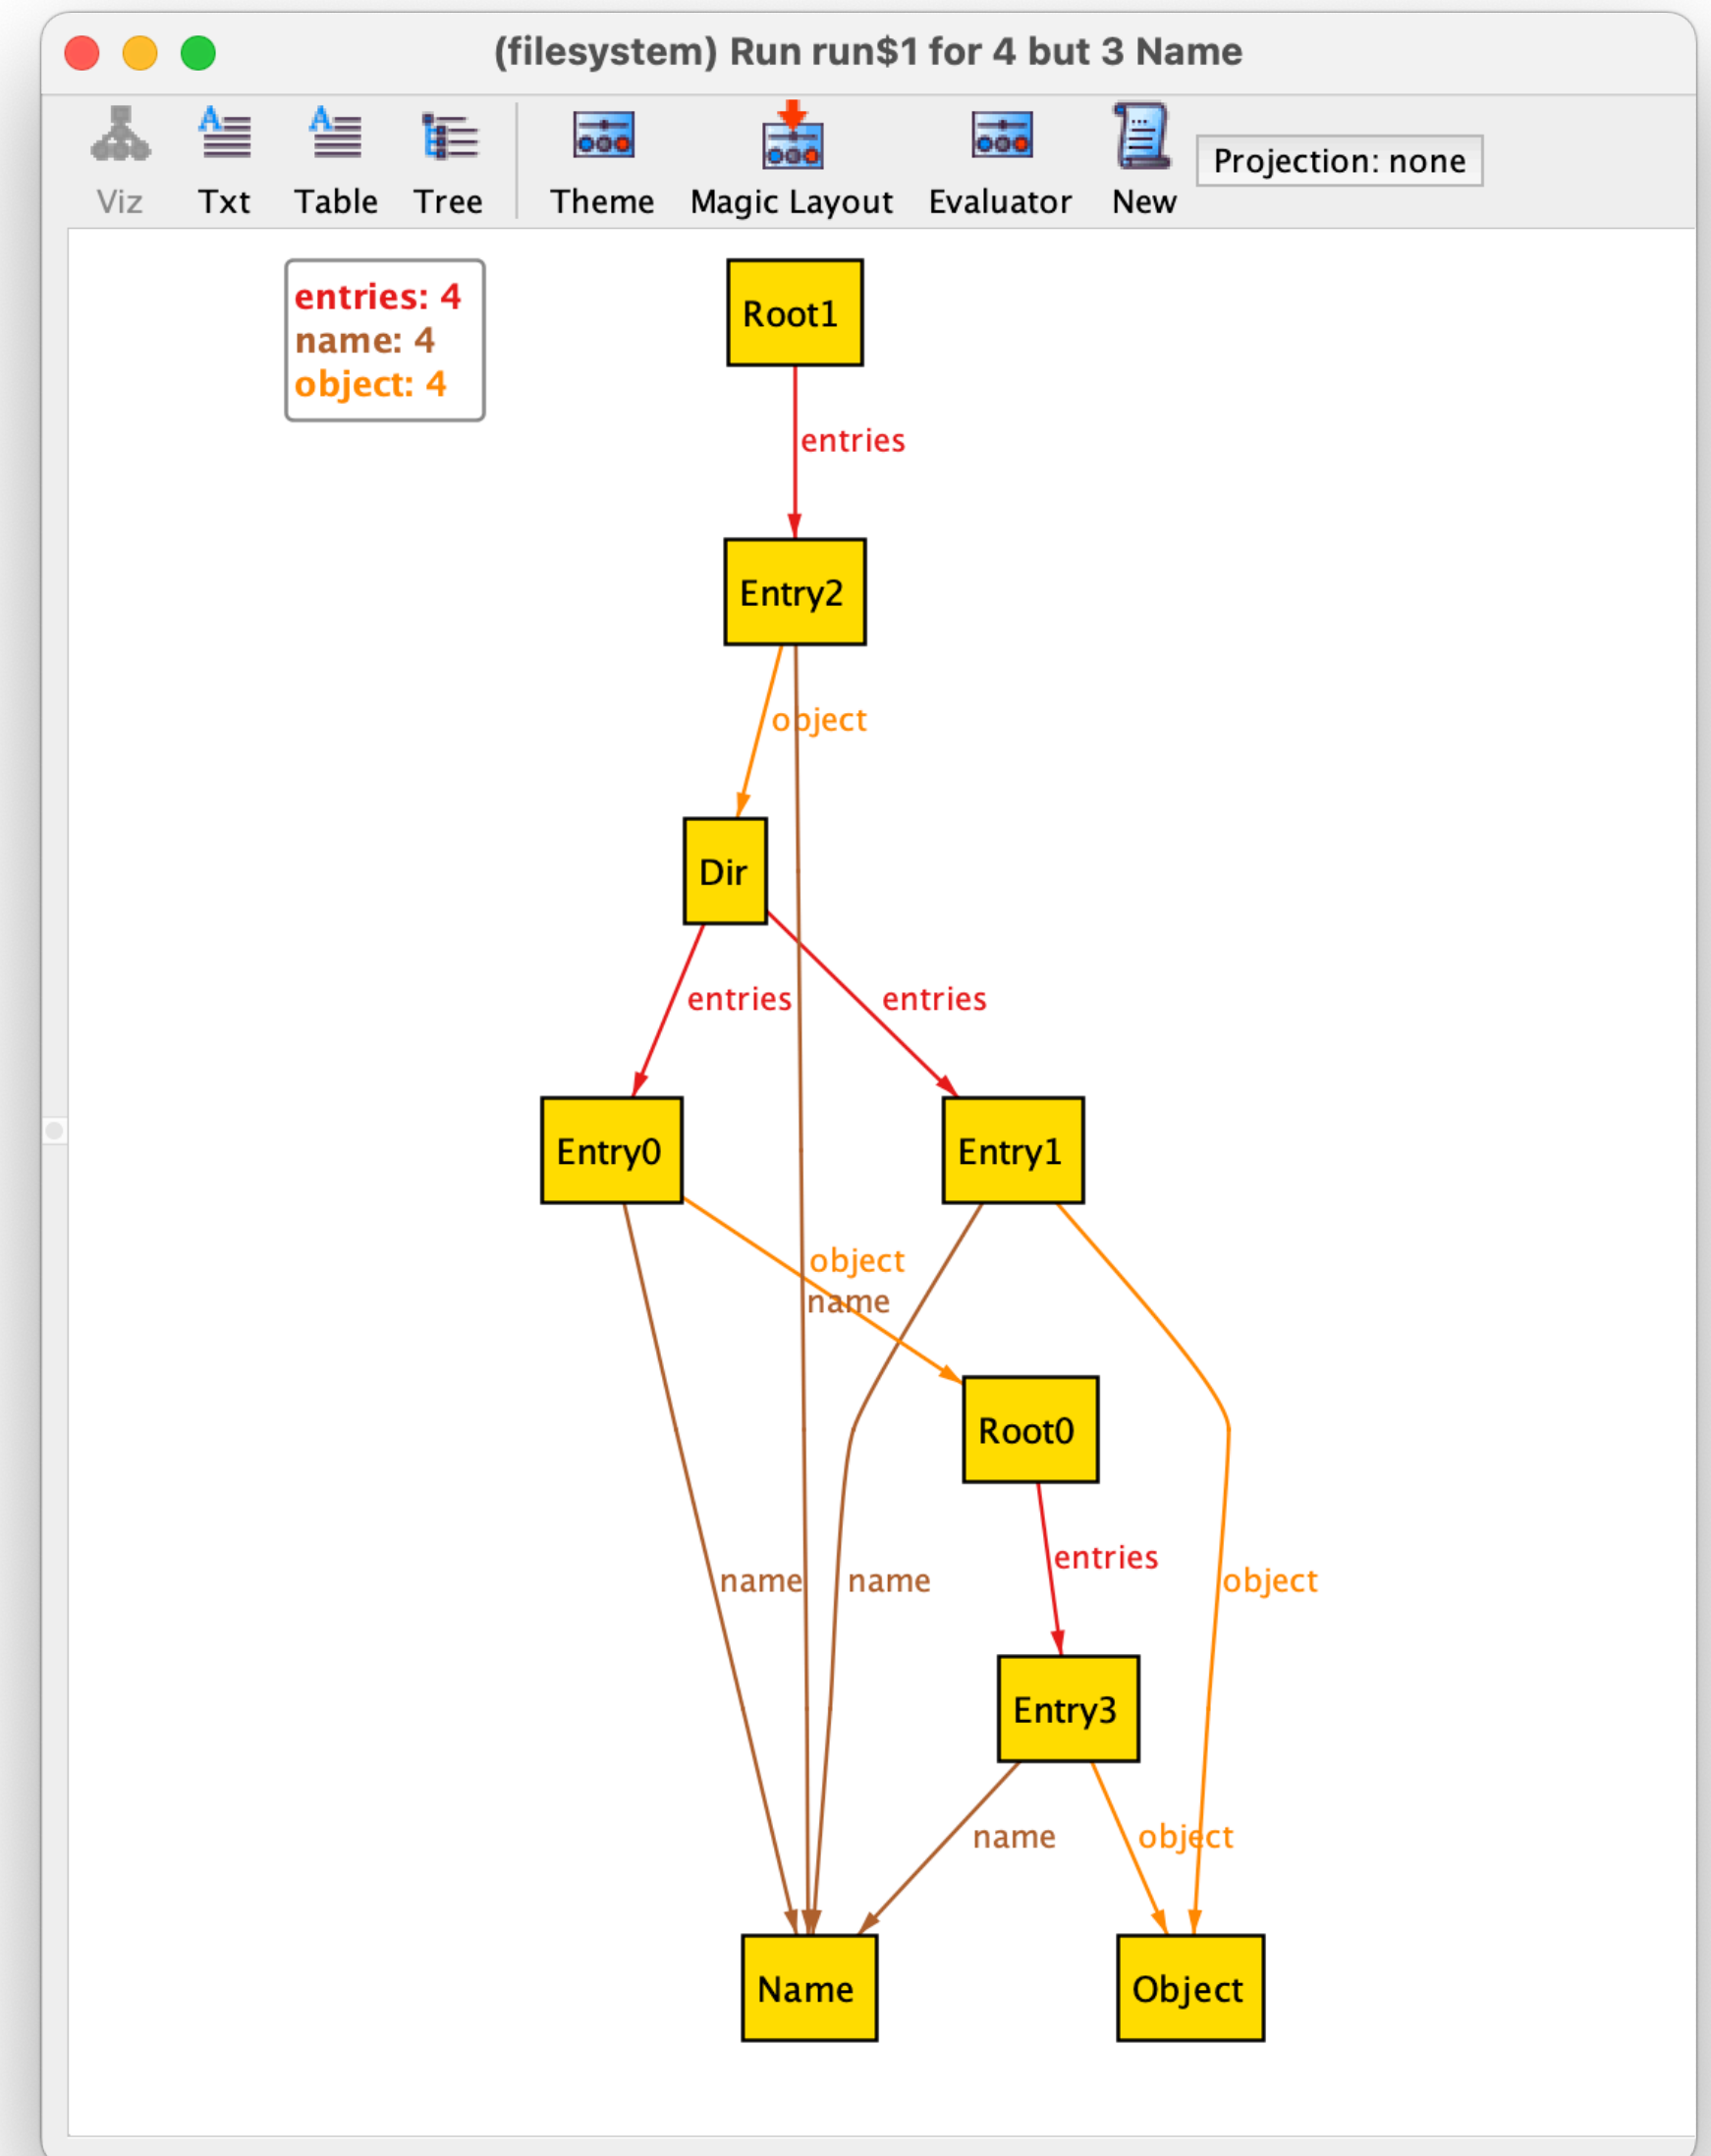 (filesystem) Run run$1 for 4 but 3 Name
Viz Txt Table Tree Theme Magic Layout Evaluator New Projection: none
entries: 4
name: 4
object: 4
Root1
entries
Entry2
object
Dir
entries entries
Entry0 Entry1
object
name
Root0
entries
name name object
Entry3
name object
Name Object